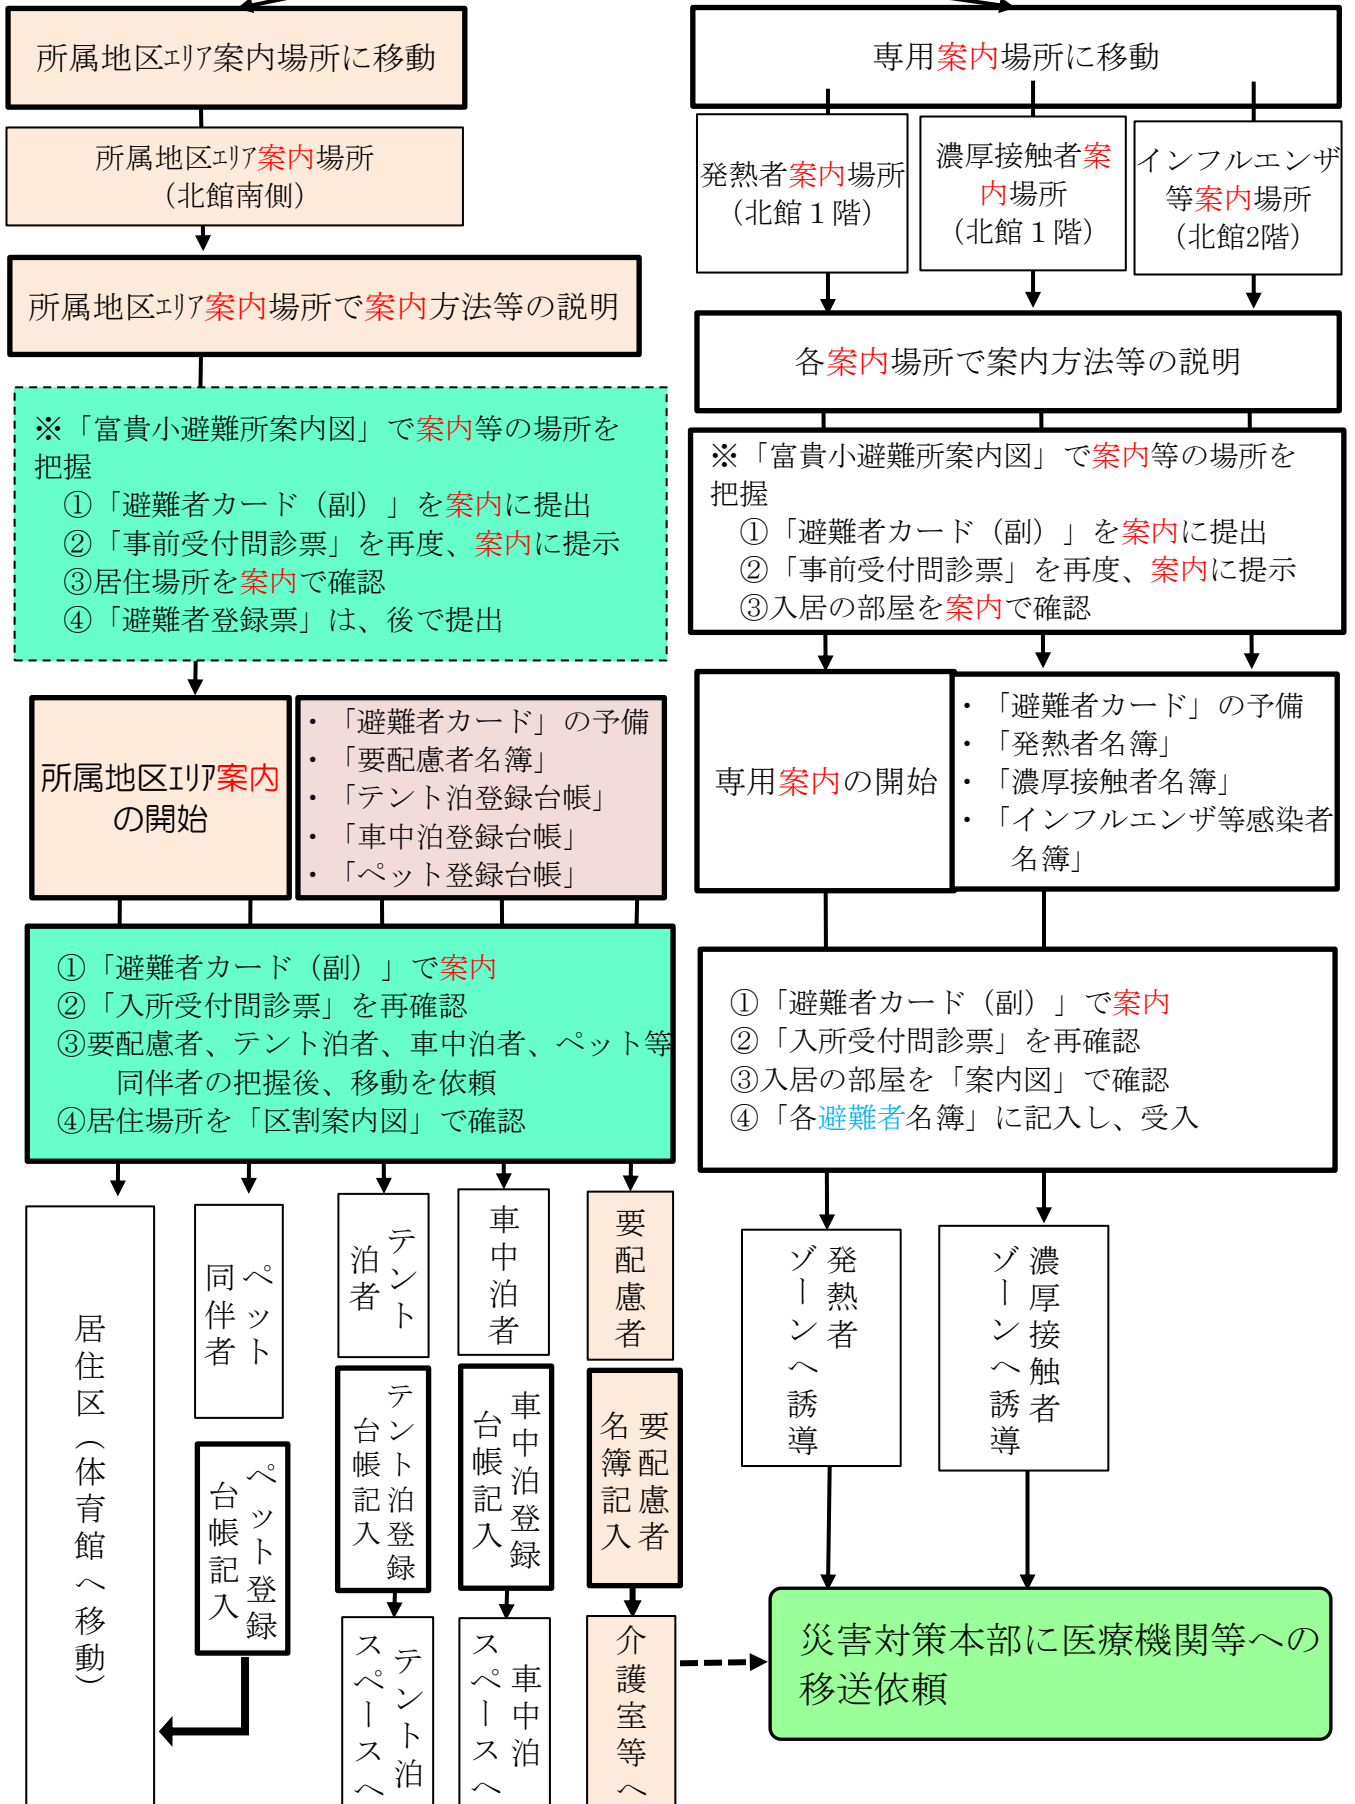 所属地区エリア案内場所に移動
所属地区エリア案内場所
(北館南側)
所属地区エリア案内場所で案内方法等の説明
※「富貴小避難所案内図」で案内等の場所を
把握
①「避難者カード（副）」を案内に提出
②「事前受付問診票」を再度、案内に提示
③居住場所を案内で確認
④「避難者登録票」は、後で提出
所属地区エリア案内
の開始
・「避難者カード」の予備
・「要配慮者名簿」
・「テント泊登録台帳」
・「車中泊登録台帳」
・「ペット登録台帳」
①「避難者カード（副）」で案内
②「入所受付問診票」を再確認
③要配慮者、テント泊者、車中泊者、ペット等
同伴者の把握後、移動を依頼
④居住場所を「区割案内図」で確認
居住区（体育館へ移動）
ペット
同伴者
ペット登録
台帳記入
テント
泊者
テント泊登録
台帳記入
テント泊
スペースへ
車中泊者
車中泊登録
台帳記入
車中泊
スペースへ
要配慮者
要配慮者
名簿記入
介護室等へ
専用案内場所に移動
発熱者案内場所
(北館１階)
濃厚接触者案
内場所
(北館１階)
インフルエンザ
等案内場所
(北館2階)
各案内場所で案内方法等の説明
※「富貴小避難所案内図」で案内等の場所を
把握
①「避難者カード（副）」を案内に提出
②「事前受付問診票」を再度、案内に提示
③入居の部屋を案内で確認
専用案内の開始
・「避難者カード」の予備
・「発熱者名簿」
・「濃厚接触者名簿」
・「インフルエンザ等感染者
名簿」
①「避難者カード（副）」で案内
②「入所受付問診票」を再確認
③入居の部屋を「案内図」で確認
④「各避難者名簿」に記入し、受入
発熱者
ゾーンへ誘導
濃厚接触者
ゾーンへ誘導
災害対策本部に医療機関等への
移送依頼